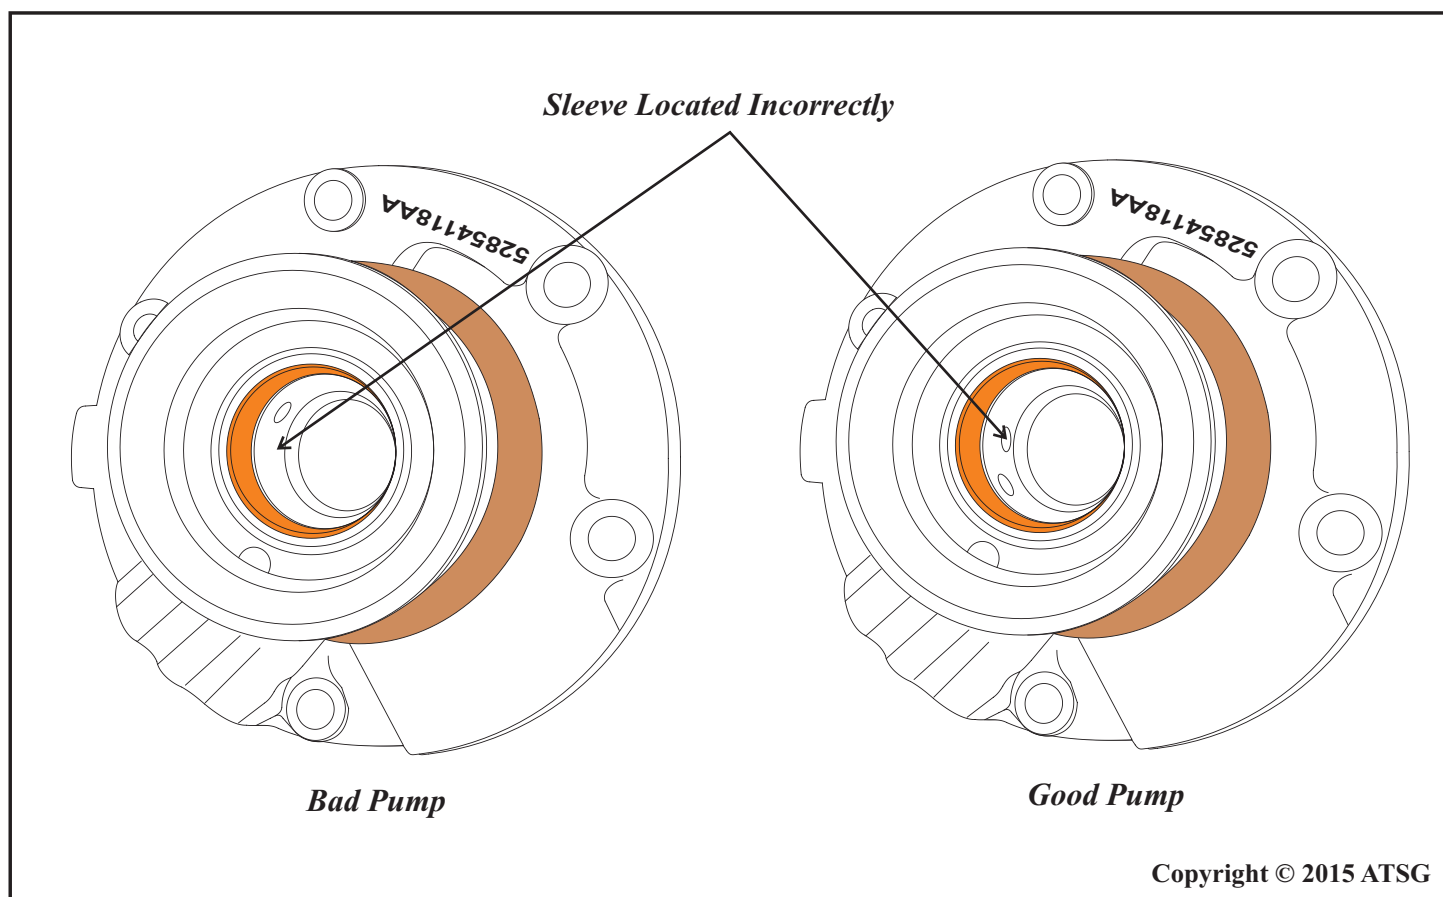 Sleeve Located Incorrectly
52854118AA
52854118AA
Bad Pump
Good Pump
Copyright © 2015 ATSG